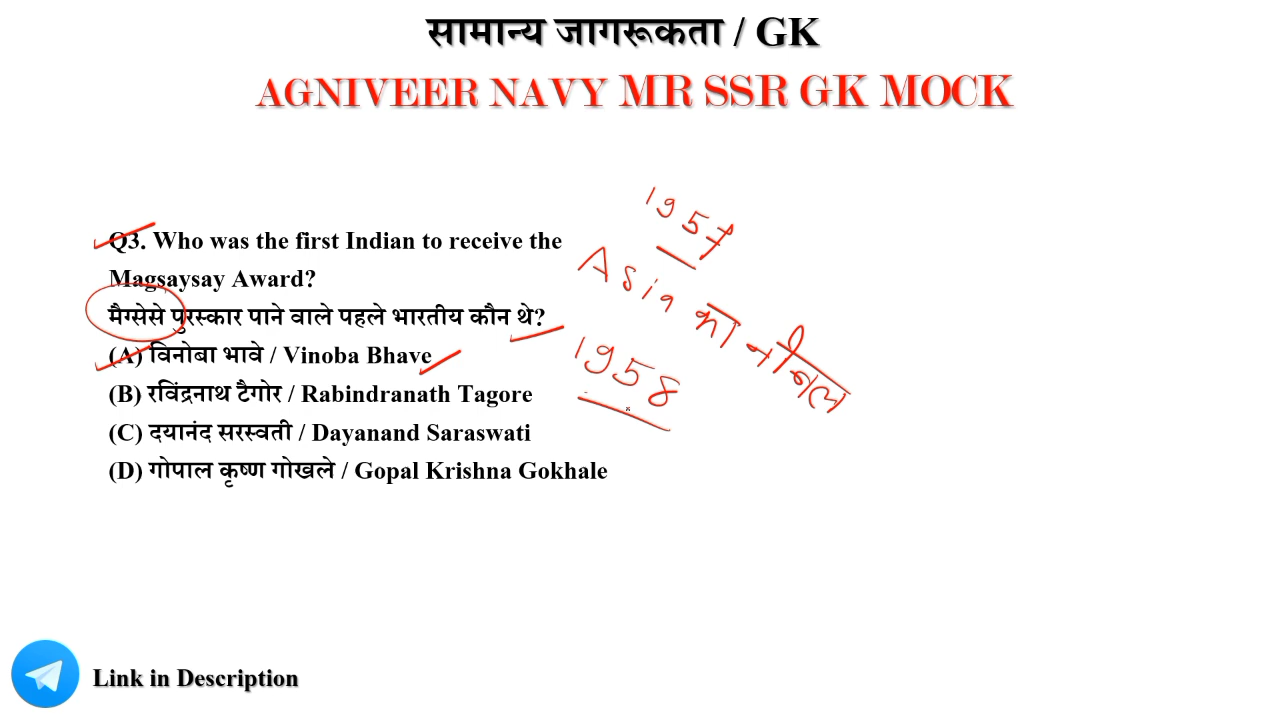 सामान्य जागरूकता / GK
AGNIVEER NAVY MR SSR GK MOCK
Q3. Who was the first Indian to receive the
Magsaysay Award?
मैग्सेसे पुरस्कार पाने वाले पहले भारतीय कौन थे?
(A) विनोबा भावे / Vinoba Bhave
(B) रविंद्रनाथ टैगोर / Rabindranath Tagore
(C) दयानंद सरस्वती / Dayanand Saraswati
(D) गोपाल कृष्ण गोखले / Gopal Krishna Gokhale
1957
Asia का नोबल
1958
Link in Description